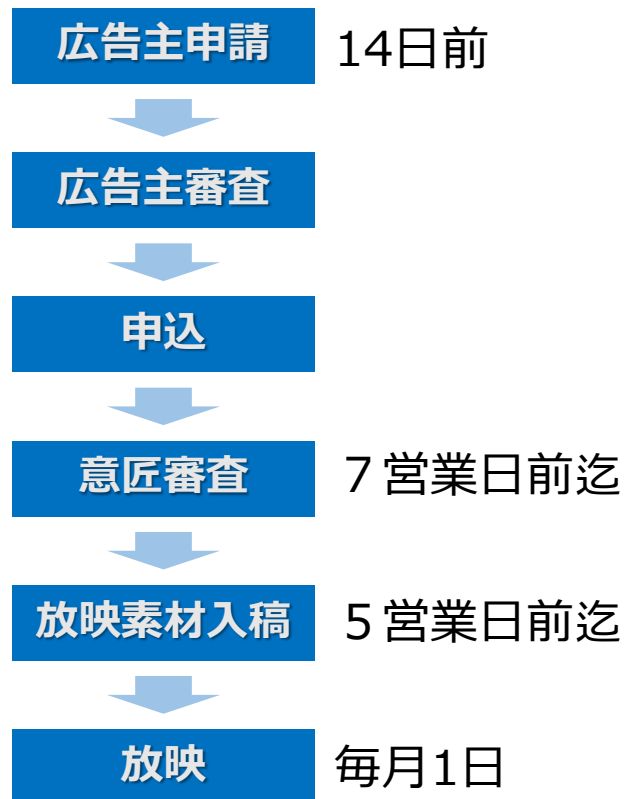 広告主申請 14日前
広告主審査
申込
意匠審査 7営業日前迄
放映素材入稿 5営業日前迄
放映 毎月1日